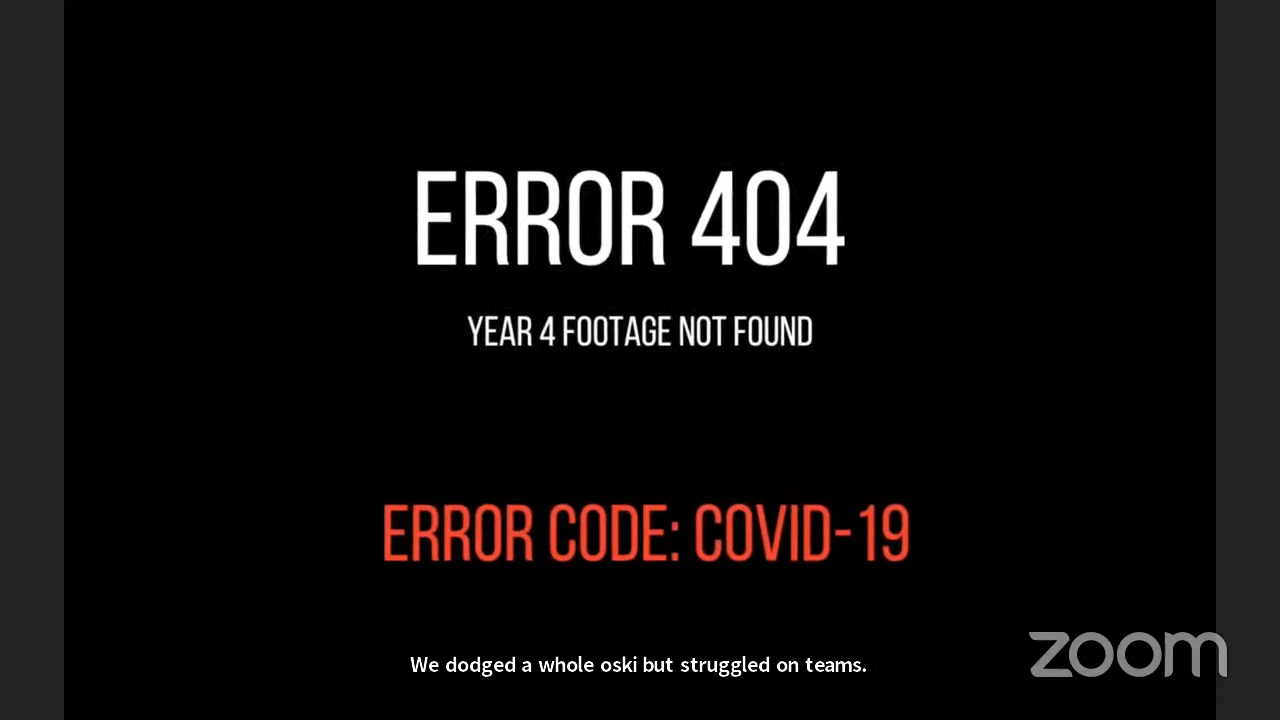 ERROR 404
YEAR 4 FOOTAGE NOT FOUND
ERROR CODE: COVID-19
We dodged a whole oski but struggled on teams.
zoom